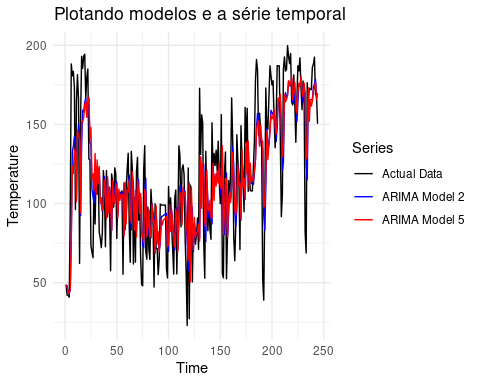 Plotando modelos e a série temporal
Temperature
200
150
100
50
0
50
100
150
200
250
Time
Series
Actual Data
ARIMA Model 2
ARIMA Model 5